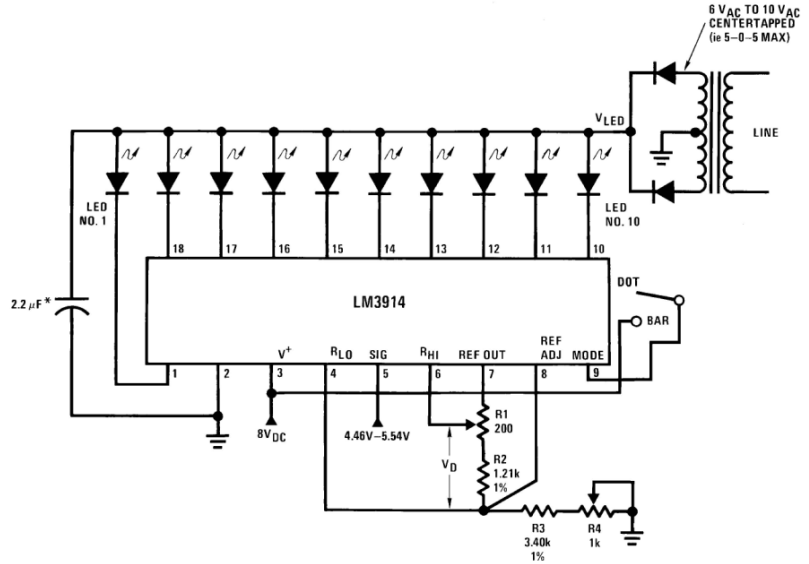 6 VAC TO 10 VAC
CENTERTAPPED
(ie 5-0-5 MAX)
VLED
LINE
LED
NO. 1
LED
NO. 10
18
17
16
15
14
13
12
11
10
LM3914
2.2 μF*
DOT
BAR
V+
RLO
SIG
RHI
REF OUT
REF
ADJ
MODE
1
2
3
4
5
6
7
8
9
8VDC
4.46V–5.54V
R1
200
VD
R2
1.21k
1%
R3
3.40k
1%
R4
1k